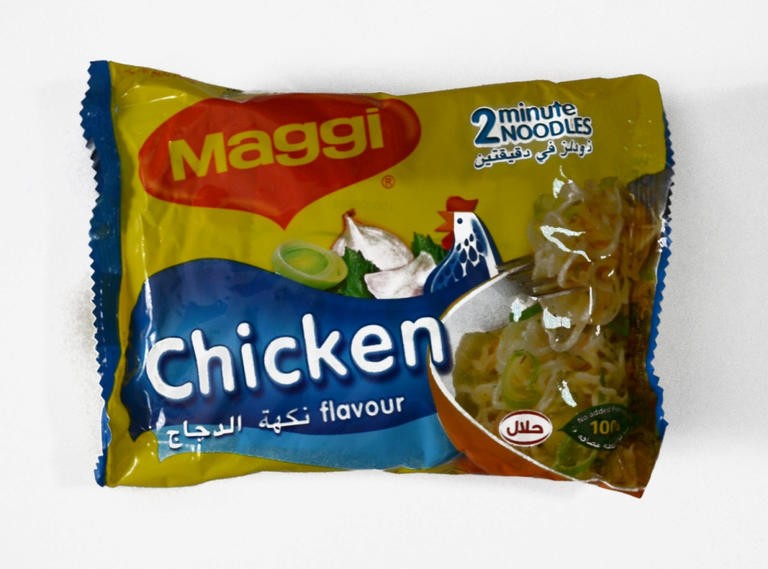 Maggi
®
2 minute
NOODLES
نودلز في دقيقتين
Chicken
نكهة الدجاج flavour
حلال
No added
100